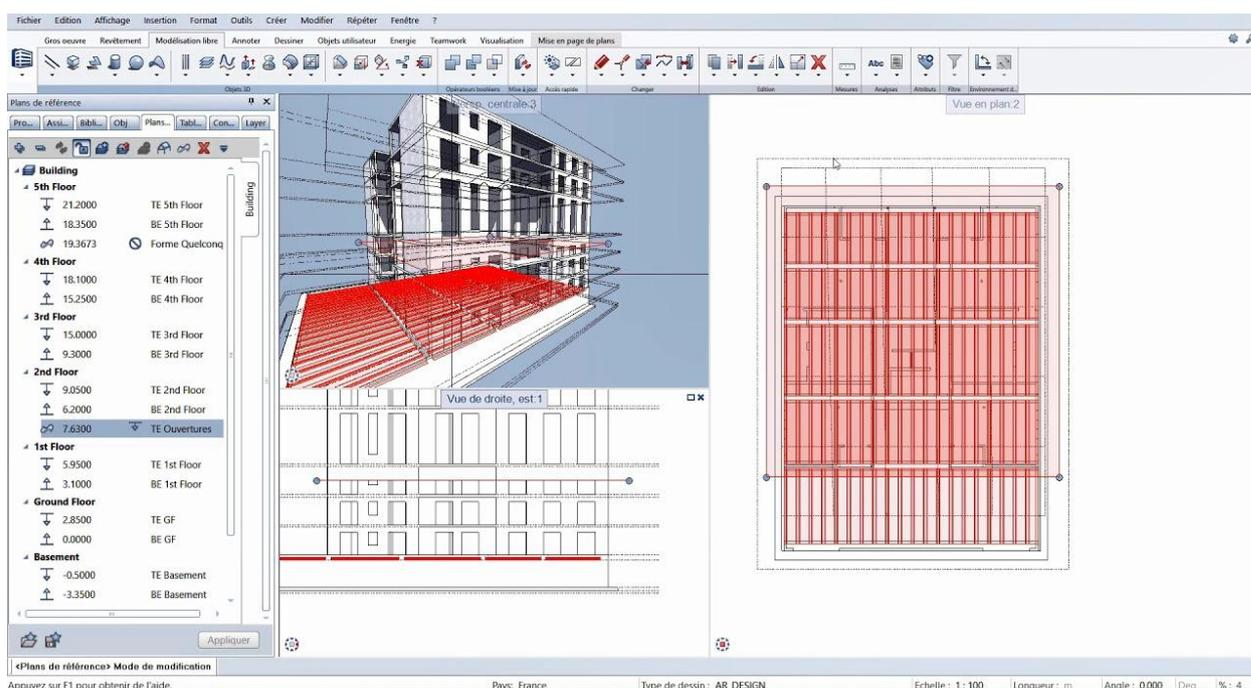 Fichier Edition Affichage Insertion Format Outils Créer Modifier Répéter Fenêtre ?
Gros oeuvre Revêtement Modélisation libre Annoter Dessiner Objets utilisateur Energie Teamwork Visualisation Mise en page de plans
Abc
Objets 3D Opérateurs booléens Mise à jour Accès rapide Changer Edition Mesures Analyses Attributs Filtre Environnement d...
Plans de référence
Pro... Assi... Bibli... Obj... Plans... Tabl... Con... Layer
Building
Building
5th Floor
21.2000 TE 5th Floor
18.3500 BE 5th Floor
19.3673 Forme Quelconq
4th Floor
18.1000 TE 4th Floor
15.2500 BE 4th Floor
3rd Floor
15.0000 TE 3rd Floor
9.3000 BE 3rd Floor
2nd Floor
9.0500 TE 2nd Floor
6.2000 BE 2nd Floor
7.6300 TE Ouvertures
1st Floor
5.9500 TE 1st Floor
3.1000 BE 1st Floor
Ground Floor
2.8500 TE GF
0.0000 BE GF
Basement
-0.5000 TE Basement
-3.3500 BE Basement
Appliquer
centrale:3
Vue de droite, est:1
Vue en plan:2
<Plans de référence> Mode de modification
Appuyez sur F1 pour obtenir de l'aide. Pays: France Type de dessin : AR_DESIGN Echelle : 1 : 100 Longueur : m Angle : 0.000 Deg % : 4